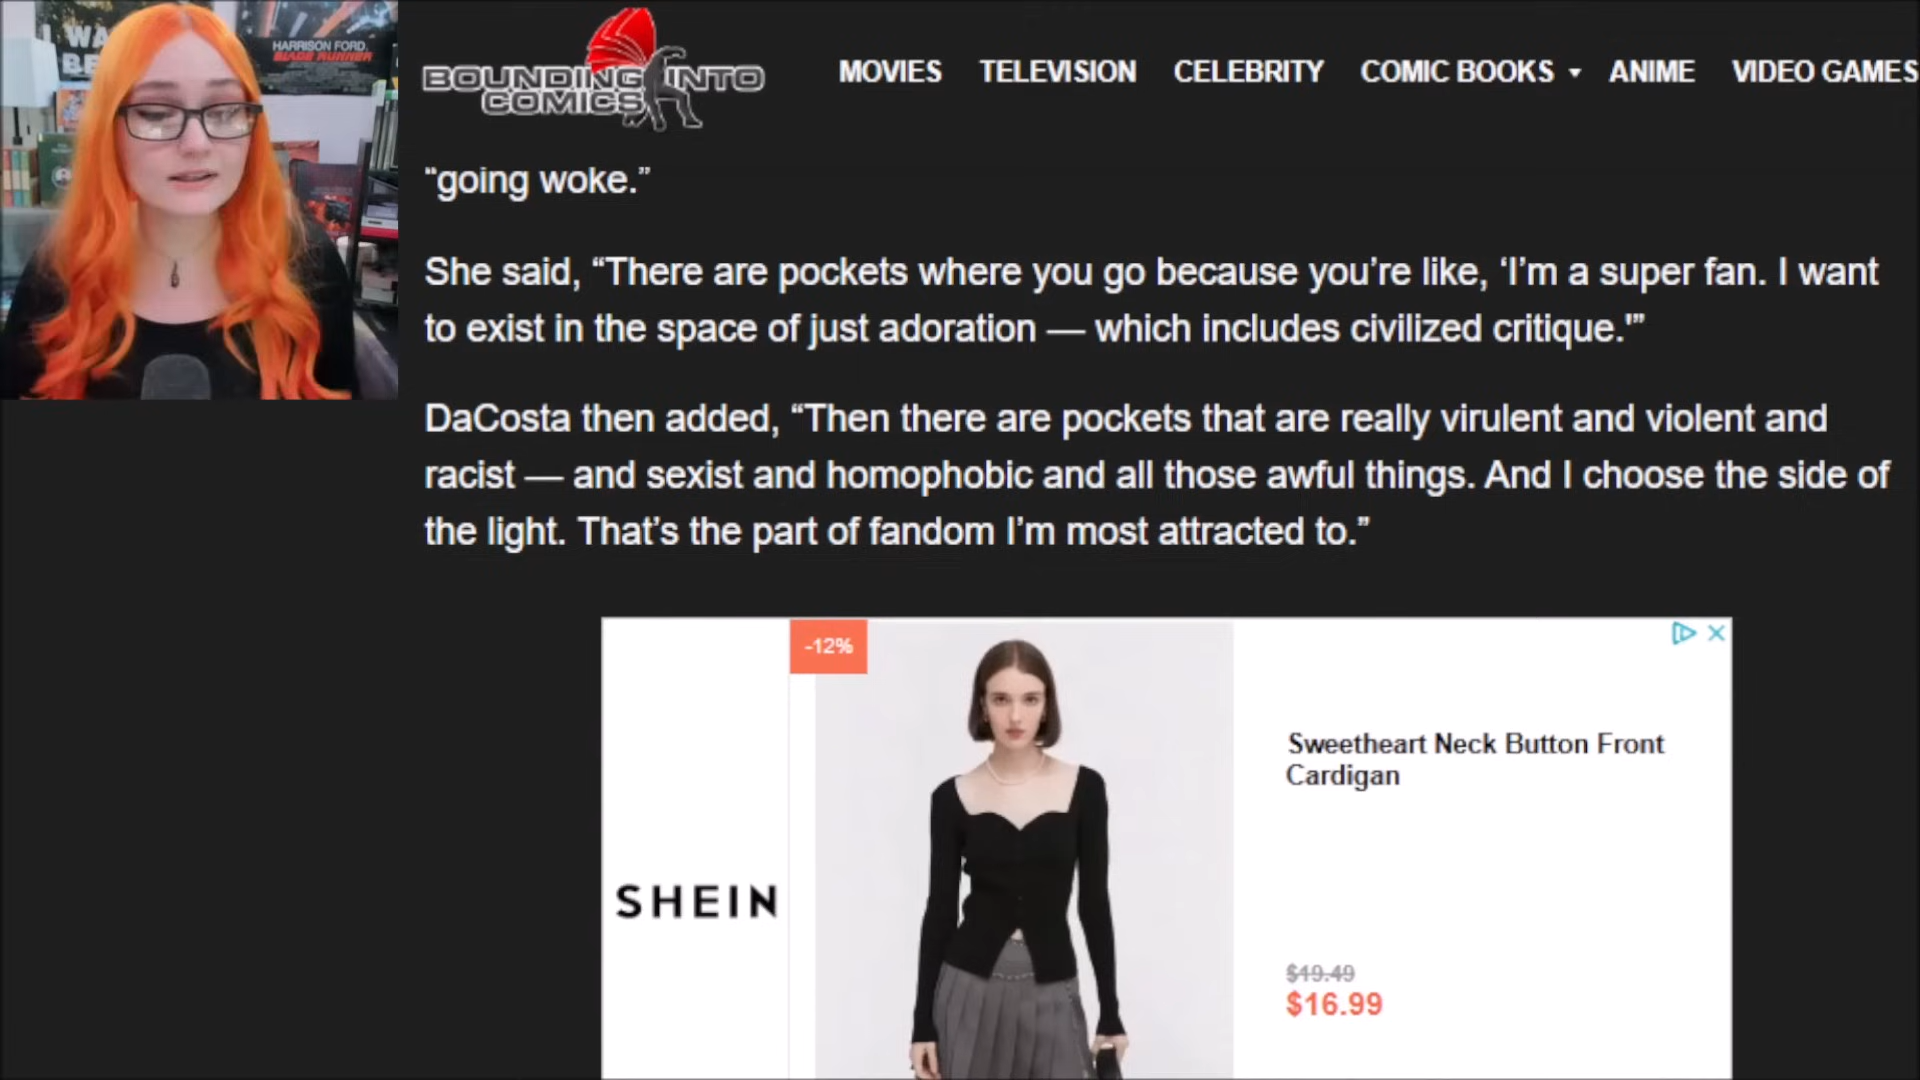 I WA
BE
HARRISON FORD.
BLADE RUNNER
BOUNDING INTO
COMICS
MOVIES TELEVISION CELEBRITY COMIC BOOKS ANIME VIDEO GAMES
“going woke.”
She said, “There are pockets where you go because you’re like, ‘I’m a super fan. I want
to exist in the space of just adoration — which includes civilized critique.'”
DaCosta then added, “Then there are pockets that are really virulent and violent and
racist — and sexist and homophobic and all those awful things. And I choose the side of
the light. That’s the part of fandom I’m most attracted to.”
-12%
Sweetheart Neck Button Front
Cardigan
SHEIN
$19.49
$16.99